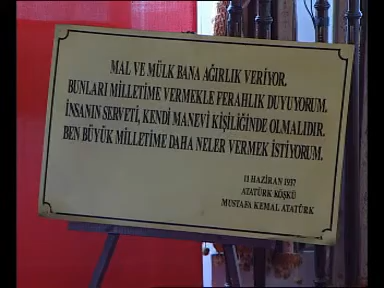 MAL VE MÜLK BANA AĞIRLIK VERİYOR.
BUNLARI MİLLETİME VERMEKLE FERAHLIK DUYUYORUM.
İNSANIN SERVETİ, KENDİ MANEVİ KİŞİLİĞİNDE OLMALIDIR.
BEN BÜYÜK MİLLETİME DAHA NELER VERMEK İSTİYORUM.
11 HAZİRAN 1937
ATATÜRK KÖŞKÜ
MUSTAFA KEMAL ATATÜRK